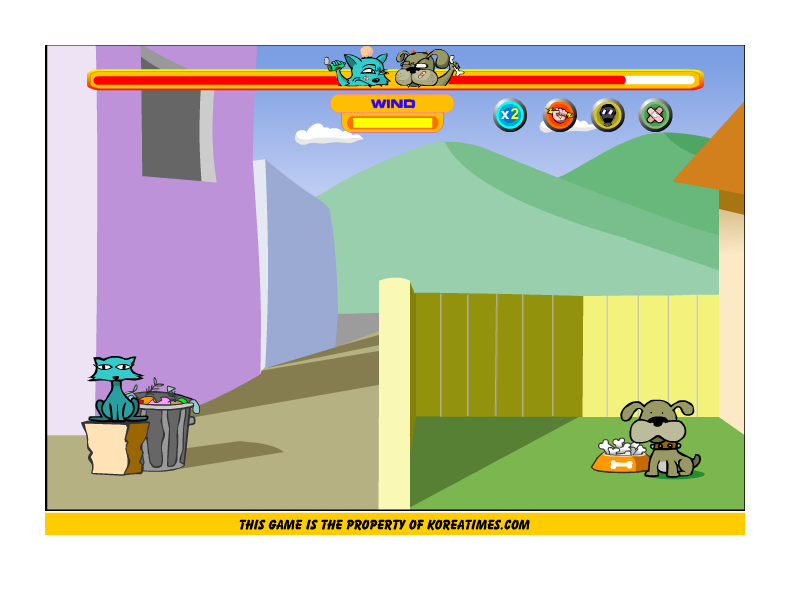 WIND
x2
THIS GAME IS THE PROPERTY OF KOREATIMES.COM